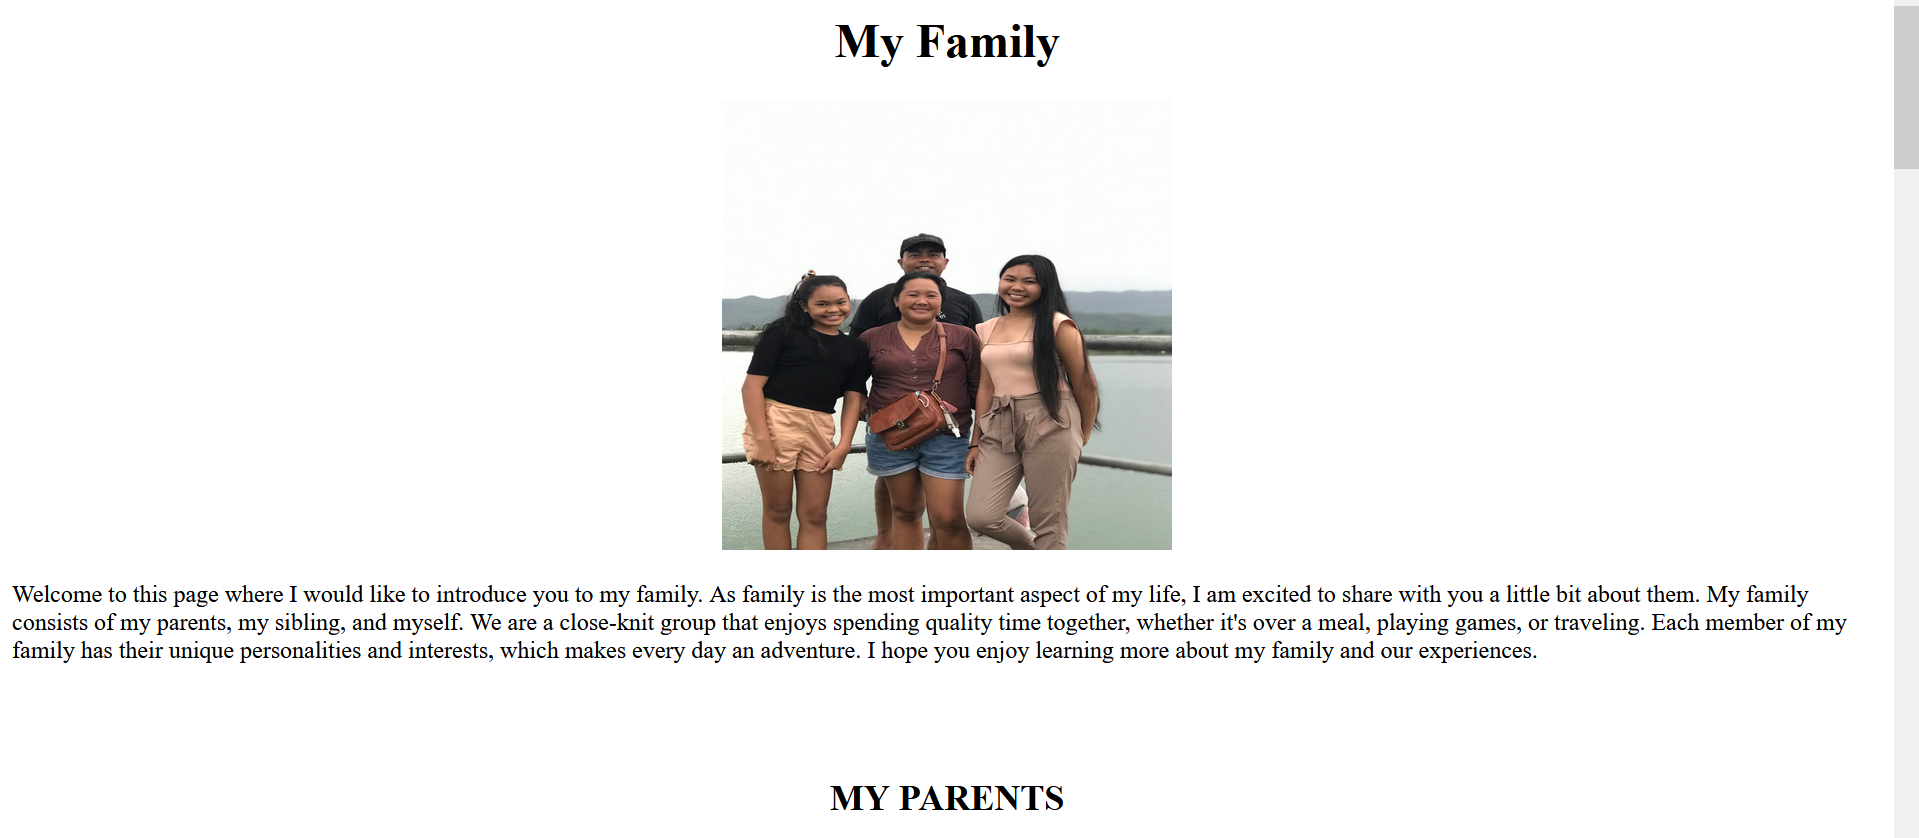 My Family
Welcome to this page where I would like to introduce you to my family. As family is the most important aspect of my life, I am excited to share with you a little bit about them. My family
consists of my parents, my sibling, and myself. We are a close-knit group that enjoys spending quality time together, whether it's over a meal, playing games, or traveling. Each member of my
family has their unique personalities and interests, which makes every day an adventure. I hope you enjoy learning more about my family and our experiences.
MY PARENTS